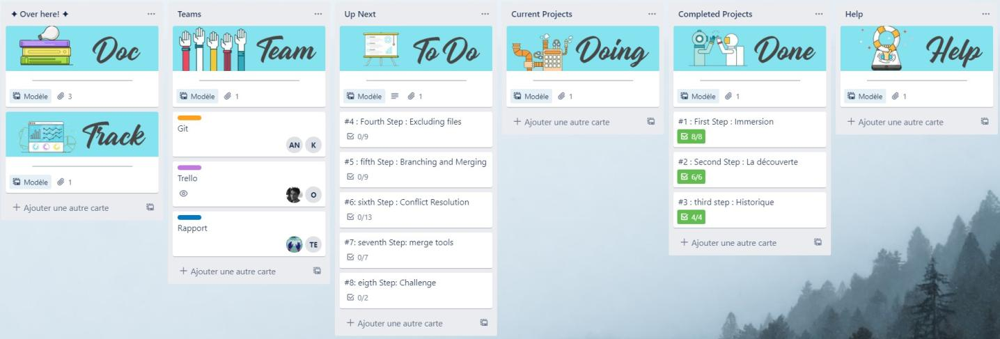 ✦ Over here! ✦
Doc
Modèle 3
Track
Modèle 1
+ Ajouter une autre carte
Teams
Team
Modèle 1
Git
AN K
Trello
O
Rapport
TE
+ Ajouter une autre carte
Up Next
To Do
Modèle 1
#4 : Fourth Step : Excluding files
0/9
#5 : fifth Step : Branching and Merging
0/9
#6: sixth Step : Conflict Resolution
0/13
#7: seventh Step: merge tools
0/7
#8: eigth Step: Challenge
0/2
+ Ajouter une autre carte
Current Projects
Doing
Modèle 1
+ Ajouter une autre carte
Completed Projects
Done
Modèle 1
#1 : First Step : Immersion
8/8
#2 : Second Step : La découverte
6/6
#3 : third step : Historique
4/4
+ Ajouter une autre carte
Help
Help
Modèle 1
+ Ajouter une autre carte